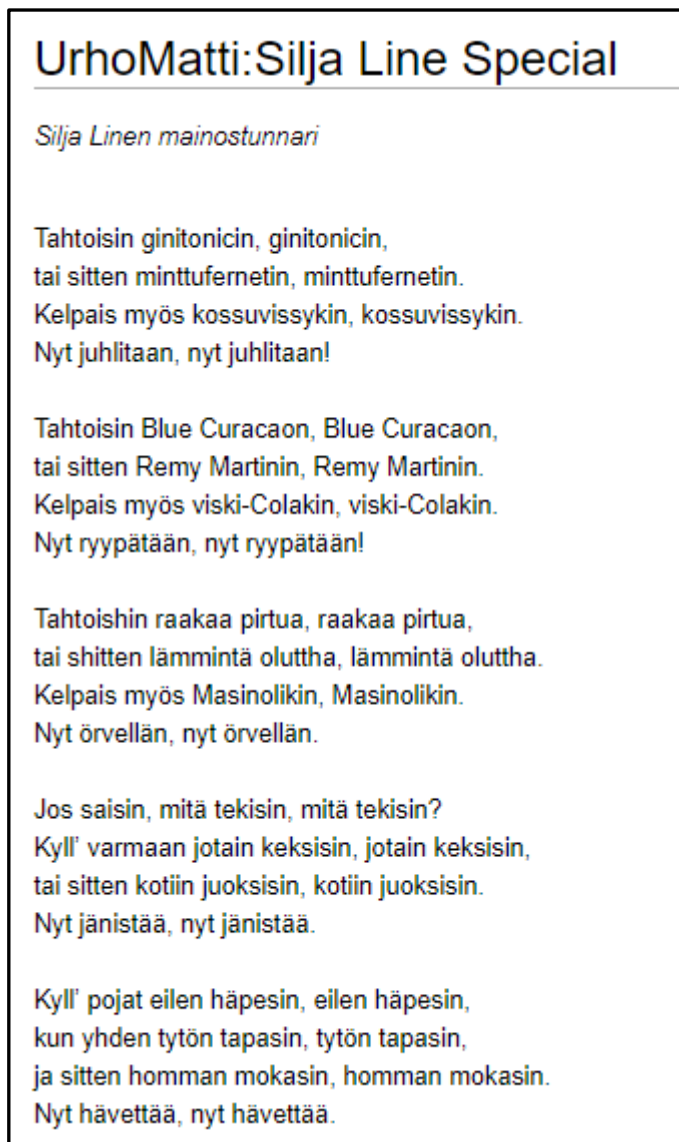 UrhoMatti:Silja Line Special
Silja Linen mainostunnari
Tahtoisin ginitonicin, ginitonicin,
tai sitten minttufernetin, minttufernetin.
Kelpais myös kossuvissykin, kossuvissykin.
Nyt juhlitaan, nyt juhlitaan!
Tahtoisin Blue Curacaon, Blue Curacaon,
tai sitten Remy Martinin, Remy Martinin.
Kelpais myös viski-Colakin, viski-Colakin.
Nyt ryypätään, nyt ryypätään!
Tahtoishin raakaa pirtua, raakaa pirtua,
tai shitten lämmintä oluttha, lämmintä oluttha.
Kelpais myös Masinolikin, Masinolikin.
Nyt örvellän, nyt örvellän.
Jos saisin, mitä tekisin, mitä tekisin?
Kyll' varmaan jotain keksisin, jotain keksisin,
tai sitten kotiin juoksisin, kotiin juoksisin.
Nyt jänistää, nyt jänistää.
Kyll' pojat eilen häpesin, eilen häpesin,
kun yhden tytön tapasin, tytön tapasin,
ja sitten homman mokasin, homman mokasin.
Nyt hävettää, nyt hävettää.